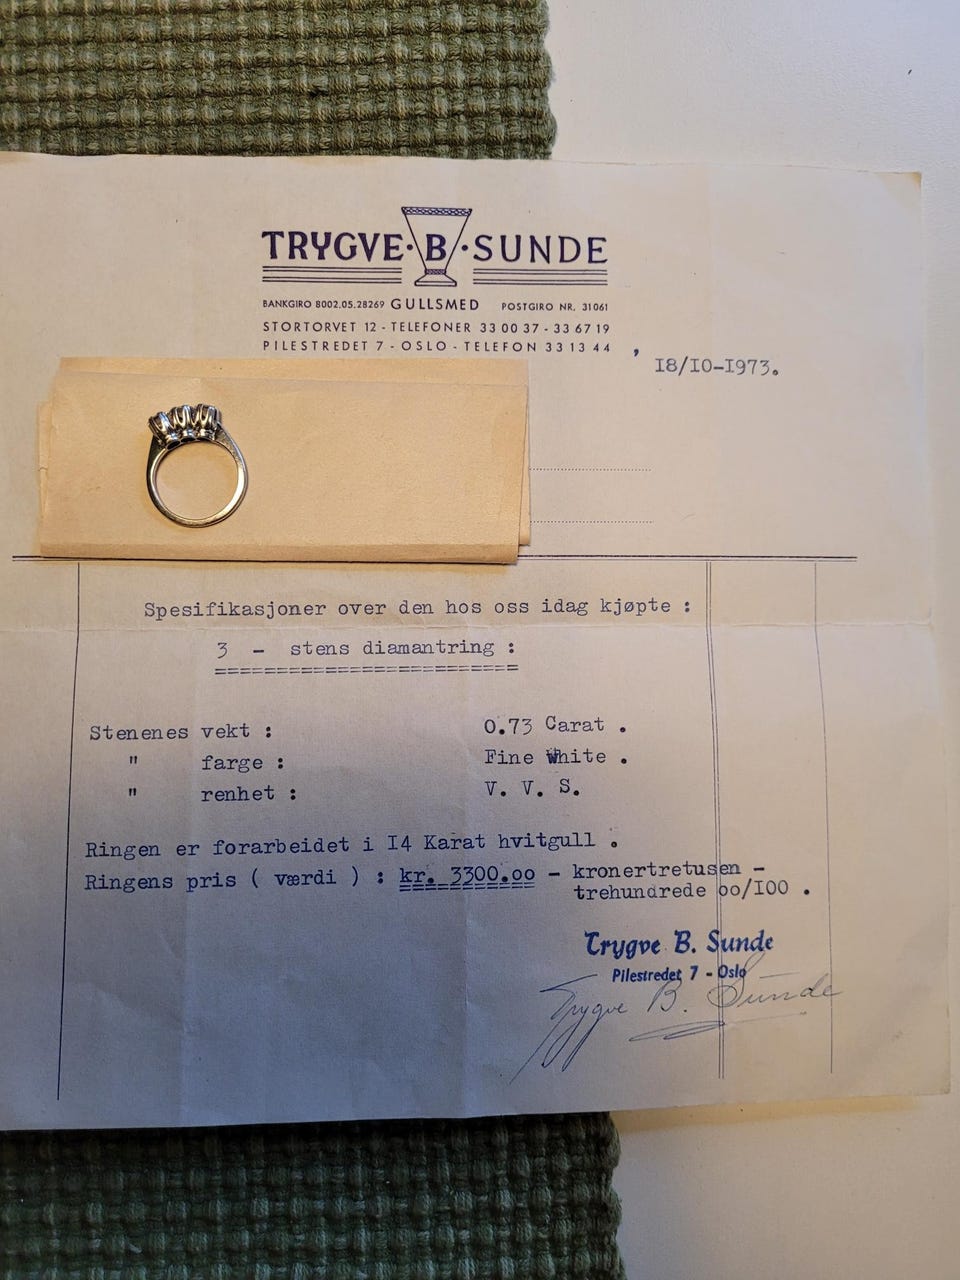 TRYGVE · B · SUNDE
BANKGIRO 8002.05.28269 GULLSMED POSTGIRO NR. 31061
STORTORVET 12 - TELEFONER 33 00 37 - 33 67 19
PILESTREDET 7 - OSLO - TELEFON 33 13 44
, I8/IO-I973.
Spesifikasjoner over den hos oss idag kjøpte :
3 - stens diamantring :
Stenenes vekt : 0.73 Carat .
" farge : Fine White .
" renhet : V. V. S.
Ringen er forarbeidet i I4 Karat hvitgull .
Ringens pris ( værdi ) : kr. 3300.oo - kronertretusen -
trehundrede oo/IOO .
Trygve B. Sunde
Pilestredet 7 - Oslo
Trygve B. Sunde